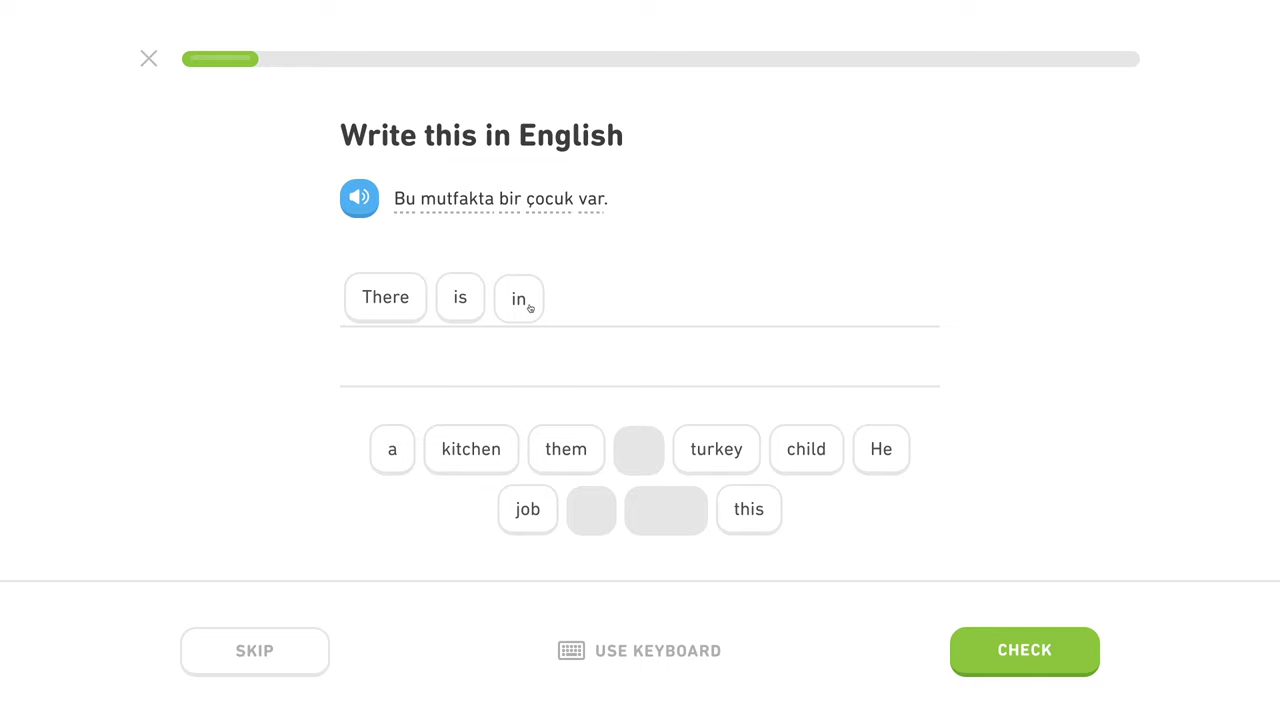 Write this in English
Bu mutfakta bir çocuk var.
There is in
a kitchen them turkey child He
job this
SKIP USE KEYBOARD CHECK